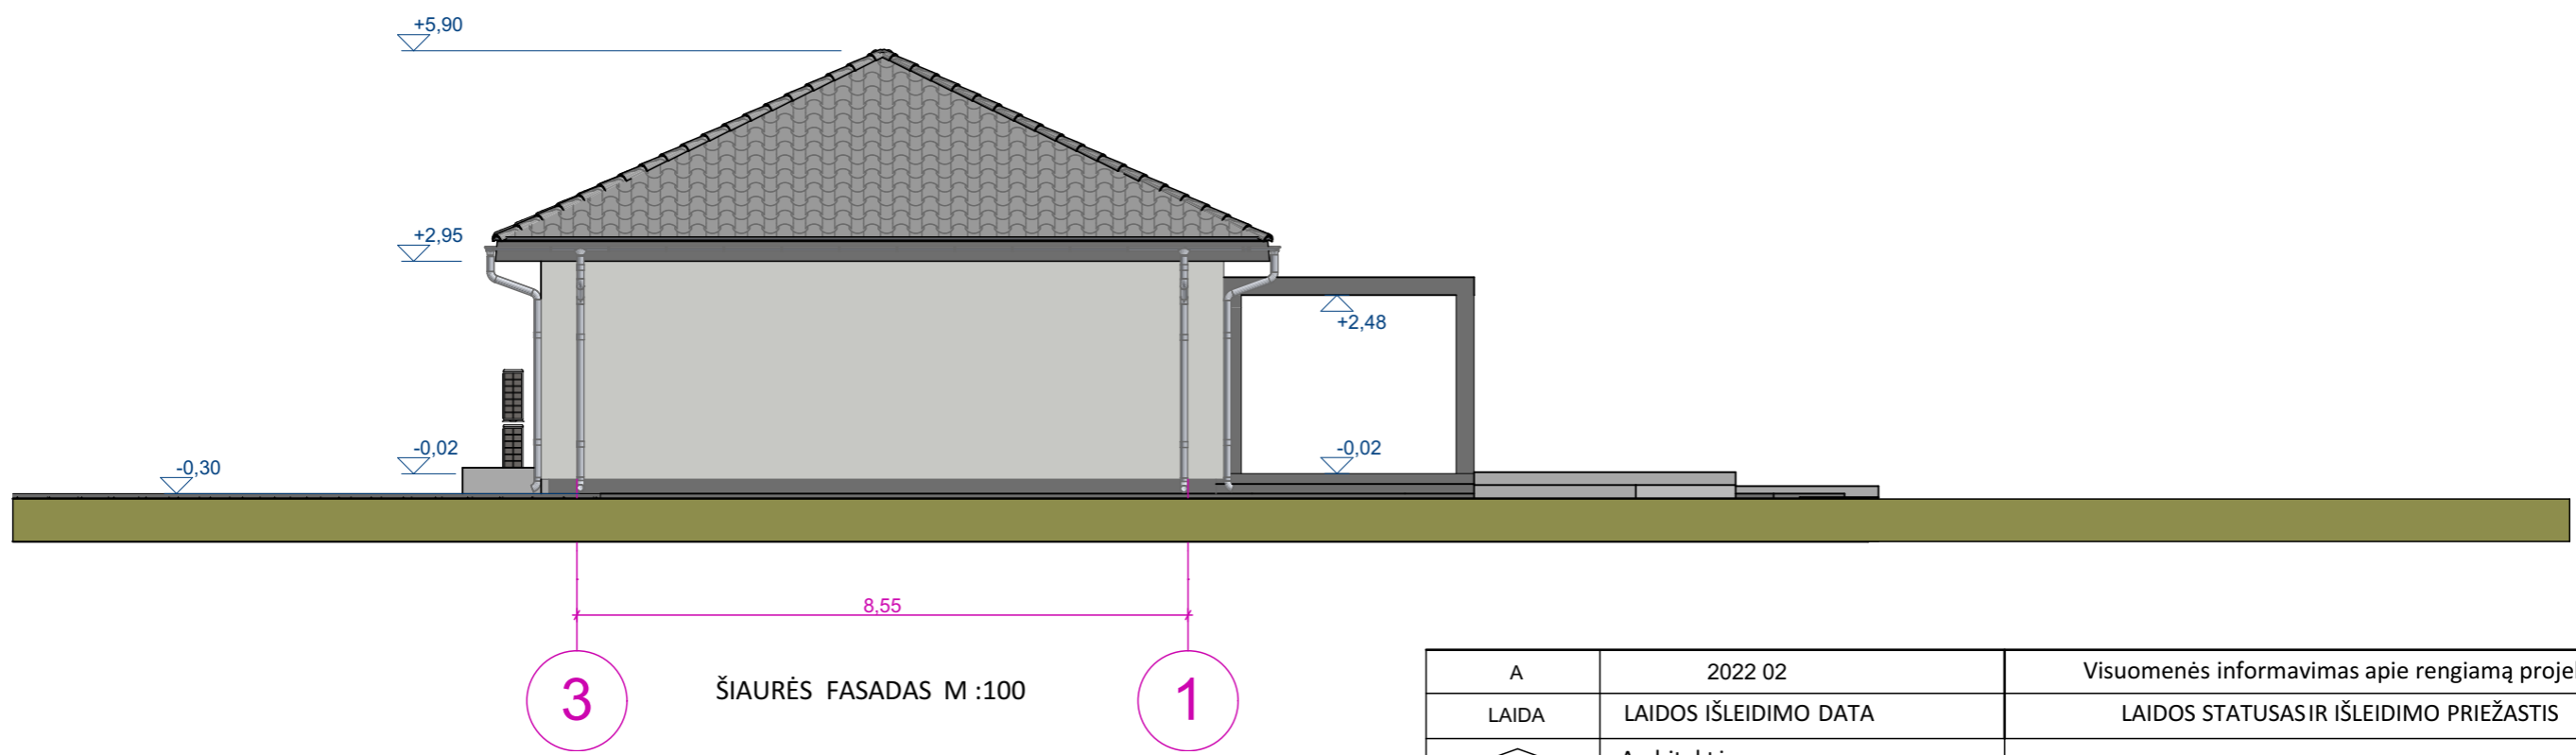 +5,90
+2,95
+2,48
-0,02
-0,02
-0,30
8,55
3
ŠIAURĖS FASADAS M :100
1
A
2022 02
Visuomenės informavimas apie rengiamą
LAIDA
LAIDOS IŠLEIDIMO DATA
LAIDOS STATUSAS IR IŠLEIDIMO PRIEŽASTIS